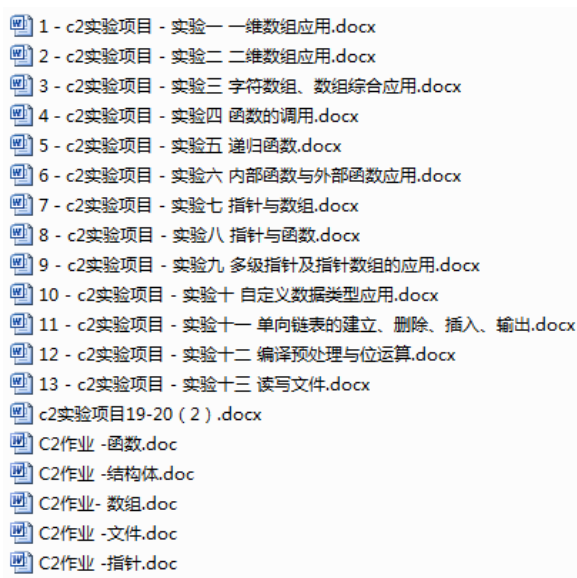 1 - c2实验项目 - 实验一 一维数组应用.docx
2 - c2实验项目 - 实验二 二维数组应用.docx
3 - c2实验项目 - 实验三 字符数组、数组综合应用.docx
4 - c2实验项目 - 实验四 函数的调用.docx
5 - c2实验项目 - 实验五 递归函数.docx
6 - c2实验项目 - 实验六 内部函数与外部函数应用.docx
7 - c2实验项目 - 实验七 指针与数组.docx
8 - c2实验项目 - 实验八 指针与函数.docx
9 - c2实验项目 - 实验九 多级指针及指针数组的应用.docx
10 - c2实验项目 - 实验十 自定义数据类型应用.docx
11 - c2实验项目 - 实验十一 单向链表的建立、删除、插入、输出.docx
12 - c2实验项目 - 实验十二 编译预处理与位运算.docx
13 - c2实验项目 - 实验十三 读写文件.docx
c2实验项目19-20（2）.docx
C2作业 -函数.doc
C2作业 -结构体.doc
C2作业- 数组.doc
C2作业 -文件.doc
C2作业 -指针.doc